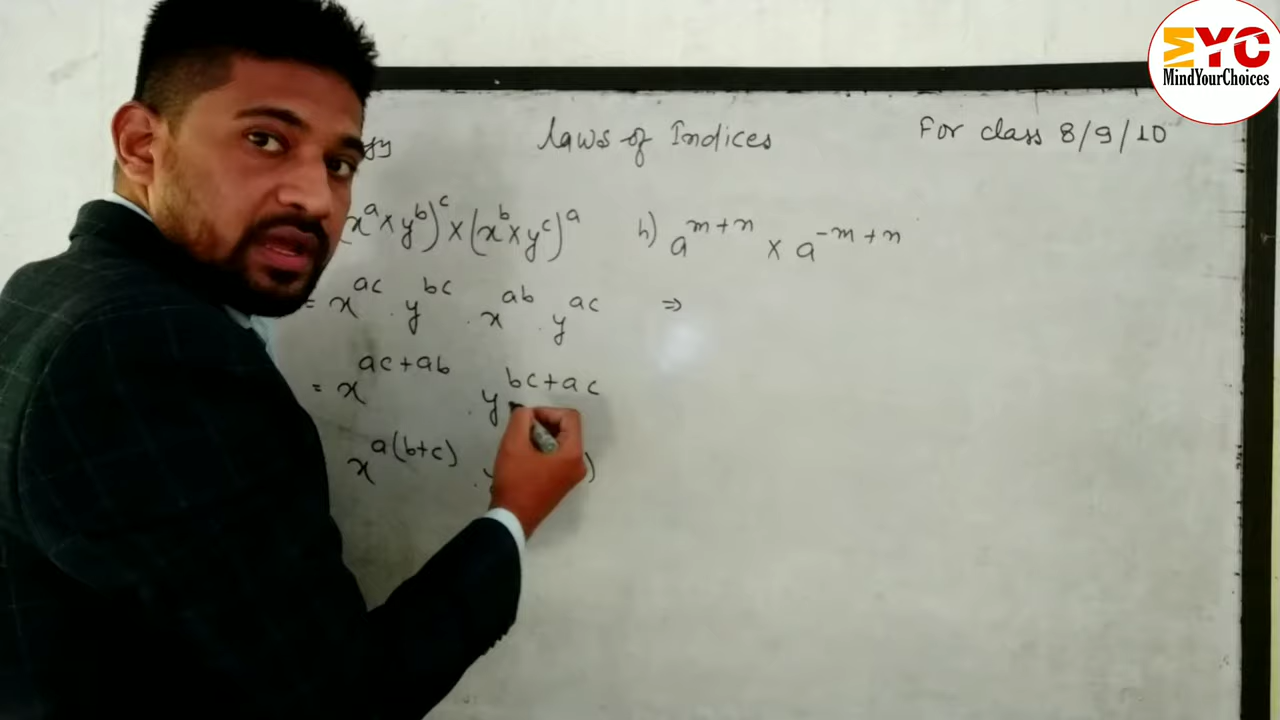 MYC
MindYourChoices
Laws of Indices
For class 8/9/10
(x^a × y^b)^c × (x^b × y^c)^a
h) a^{m+n} × a^{-m+n}
= x^{ac} . y^{bc} . x^{ab} . y^{ac}
⇒
= x^{ac+ab} . y^{bc+ac}
x^{a(b+c)} .